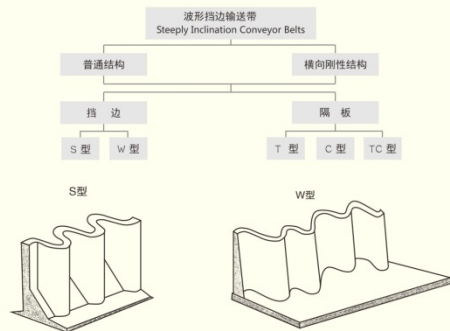 波形挡边输送带
Steeply Inclination Conveyor Belts
普通结构
横向刚性结构
挡 边
隔 板
S 型
W 型
T 型
C 型
TC 型
S型
W型